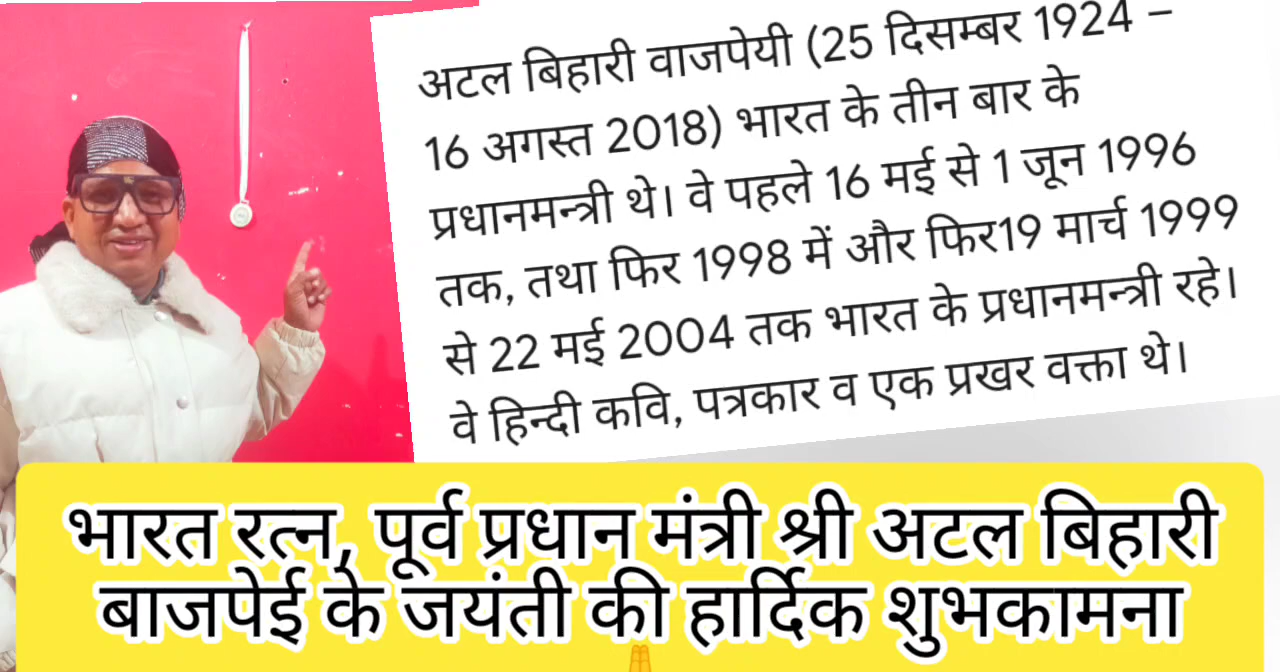 अटल बिहारी वाजपेयी (25 दिसम्बर 1924 –
16 अगस्त 2018) भारत के तीन बार के
प्रधानमन्त्री थे। वे पहले 16 मई से 1 जून 1996
तक, तथा फिर 1998 में और फिर19 मार्च 1999
से 22 मई 2004 तक भारत के प्रधानमन्त्री रहे।
वे हिन्दी कवि, पत्रकार व एक प्रखर वक्ता थे।
भारत रत्न, पूर्व प्रधान मंत्री श्री अटल बिहारी
बाजपेई के जयंती की हार्दिक शुभकामना